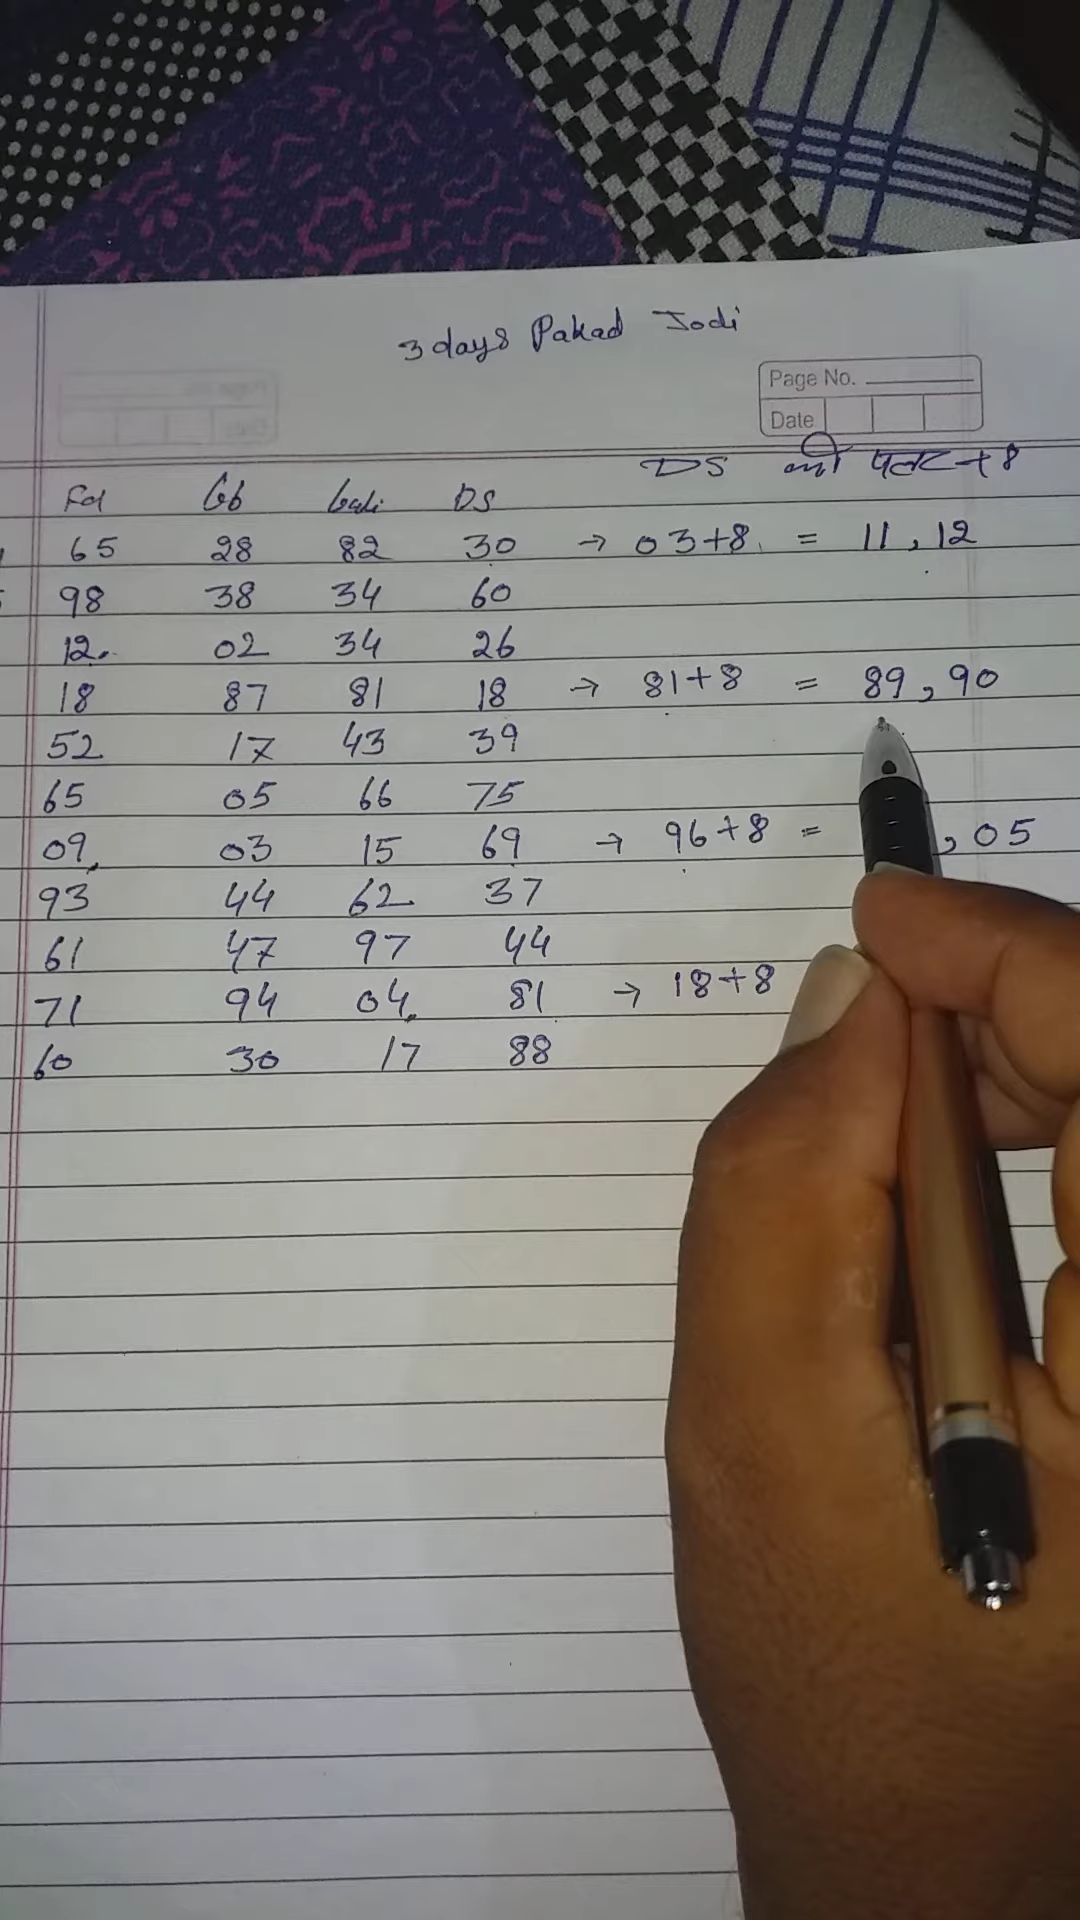 3 days Pakad Jodi
Page No.
Date
DS की पलट +8
Fd Gb Gali DS
65 28 82 30 → 03+8 = 11, 12
98 38 34 60
12. 02 34 26
18 87 81 18 → 81+8 = 89, 90
52 17 43 39
65 05 66 75
09. 03 15 69 → 96+8 = , 05
93 44 62 37
61 47 97 44
71 94 04. 81 → 18+8
60 30 17 88